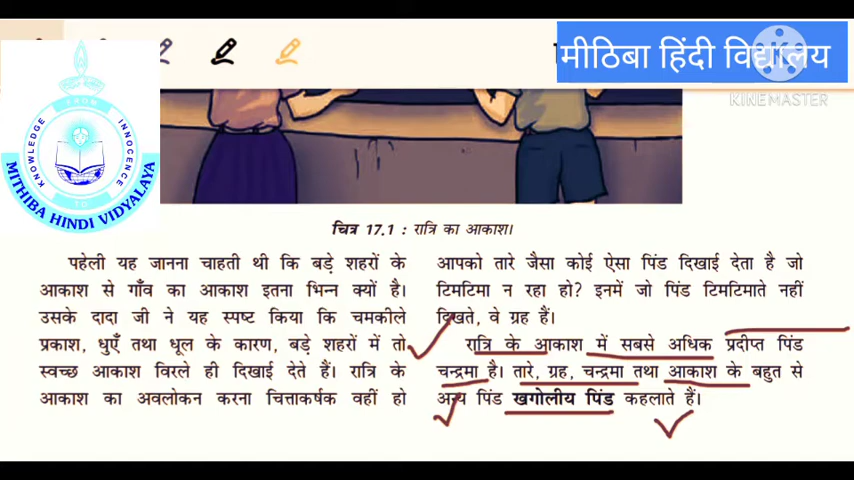 मीठिबा हिंदी विद्यालय
KINEMASTER
KNOW
KNOWLEDGE
TO
INNOCENCE
MITHIBA HINDI VIDYALAYA
चित्र 17.1 : रात्रि का आकाश।
पहेली यह जानना चाहती थी कि बड़े शहरों के
आकाश से गाँव का आकाश इतना भिन्न क्यों है।
उसके दादा जी ने यह स्पष्ट किया कि चमकीले
प्रकाश, धुएँ तथा धूल के कारण, बड़े शहरों में तो
स्वच्छ आकाश विरले ही दिखाई देते हैं। रात्रि के
आकाश का अवलोकन करना चित्ताकर्षक वहीं हो
आपको तारे जैसा कोई ऐसा पिंड दिखाई देता है जो
टिमटिमा न रहा हो? इनमें जो पिंड टिमटिमाते नहीं
दिखते, वे ग्रह हैं।
रात्रि के आकाश में सबसे अधिक प्रदीप्त पिंड
चन्द्रमा है। तारे, ग्रह, चन्द्रमा तथा आकाश के बहुत से
अन्य पिंड खगोलीय पिंड कहलाते हैं।